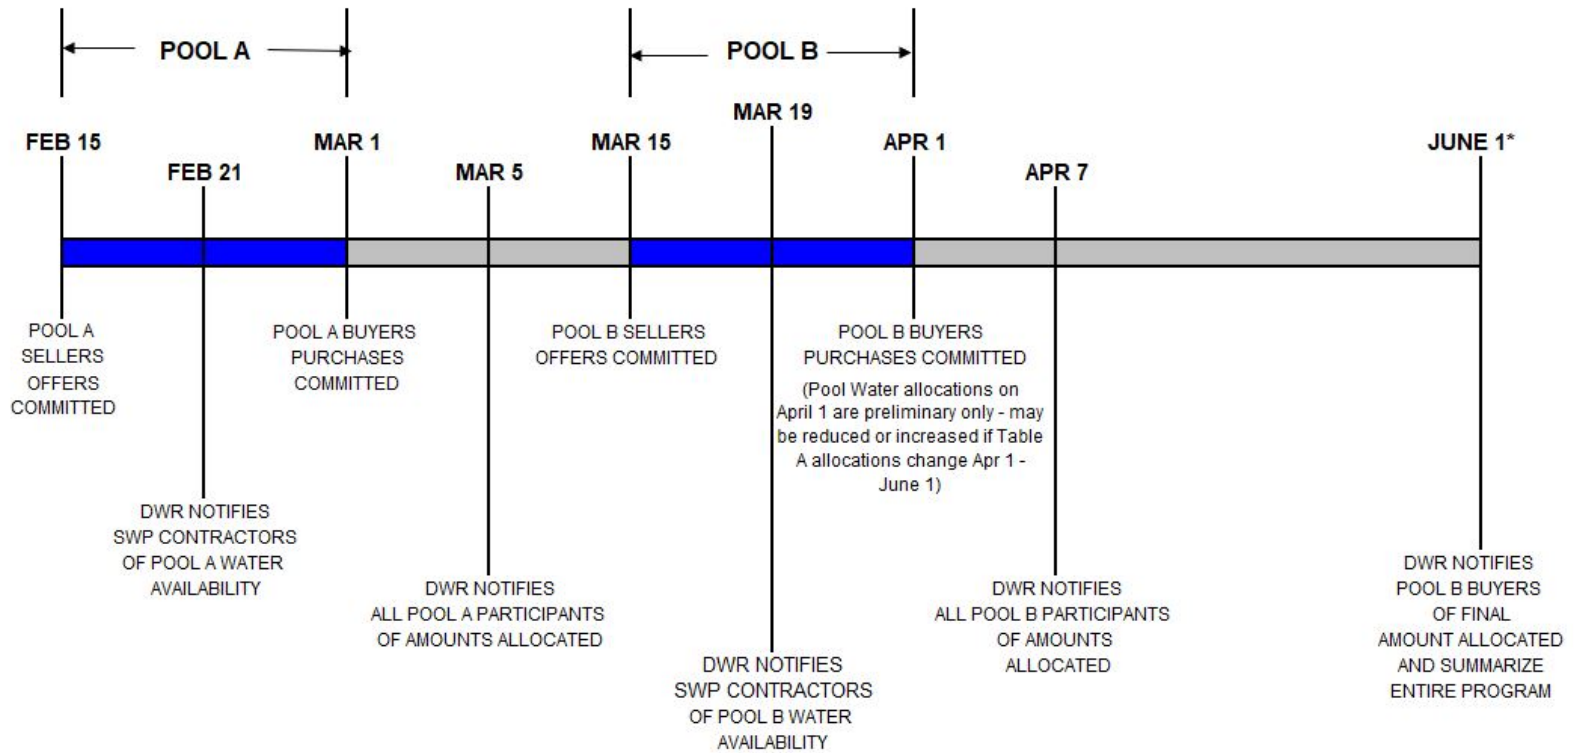 POOL A
POOL B
FEB 15
FEB 21
MAR 1
MAR 5
MAR 15
MAR 19
APR 1
APR 7
JUNE 1*
POOL A
SELLERS
OFFERS
COMMITTED
DWR NOTIFIES
SWP CONTRACTORS
OF POOL A WATER
AVAILABILITY
POOL A BUYERS
PURCHASES
COMMITTED
DWR NOTIFIES
ALL POOL A PARTICIPANTS
OF AMOUNTS ALLOCATED
POOL B SELLERS
OFFERS COMMITTED
DWR NOTIFIES
SWP CONTRACTORS
OF POOL B WATER
AVAILABILITY
POOL B BUYERS
PURCHASES COMMITTED
(Pool Water allocations on
April 1 are preliminary only - may
be reduced or increased if Table
A allocations change Apr 1 -
June 1)
DWR NOTIFIES
ALL POOL B PARTICIPANTS
OF AMOUNTS
ALLOCATED
DWR NOTIFIES
POOL B BUYERS
OF FINAL
AMOUNT ALLOCATED
AND SUMMARIZE
ENTIRE PROGRAM